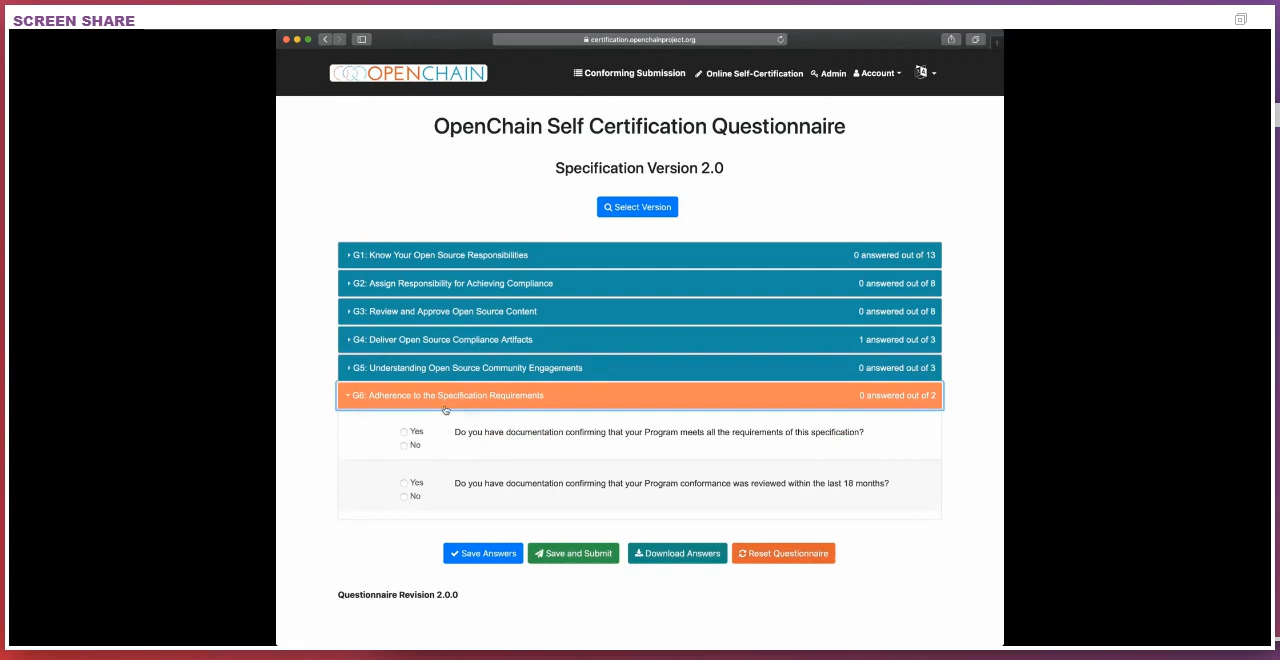 SCREEN SHARE
certification.openchainproject.org
OPENCHAIN
Conforming Submission
Online Self-Certification
Admin
Account
OpenChain Self Certification Questionnaire
Specification Version 2.0
Select Version
G1: Know Your Open Source Responsibilities 0 answered out of 13
G2: Assign Responsibility for Achieving Compliance 0 answered out of 8
G3: Review and Approve Open Source Content 0 answered out of 8
G4: Deliver Open Source Compliance Artifacts 1 answered out of 3
G5: Understanding Open Source Community Engagements 0 answered out of 3
G6: Adherence to the Specification Requirements 0 answered out of 2
Yes Do you have documentation confirming that your Program meets all the requirements of this specification?
No
Yes Do you have documentation confirming that your Program conformance was reviewed within the last 18 months?
No
Save Answers
Save and Submit
Download Answers
Reset Questionnaire
Questionnaire Revision 2.0.0